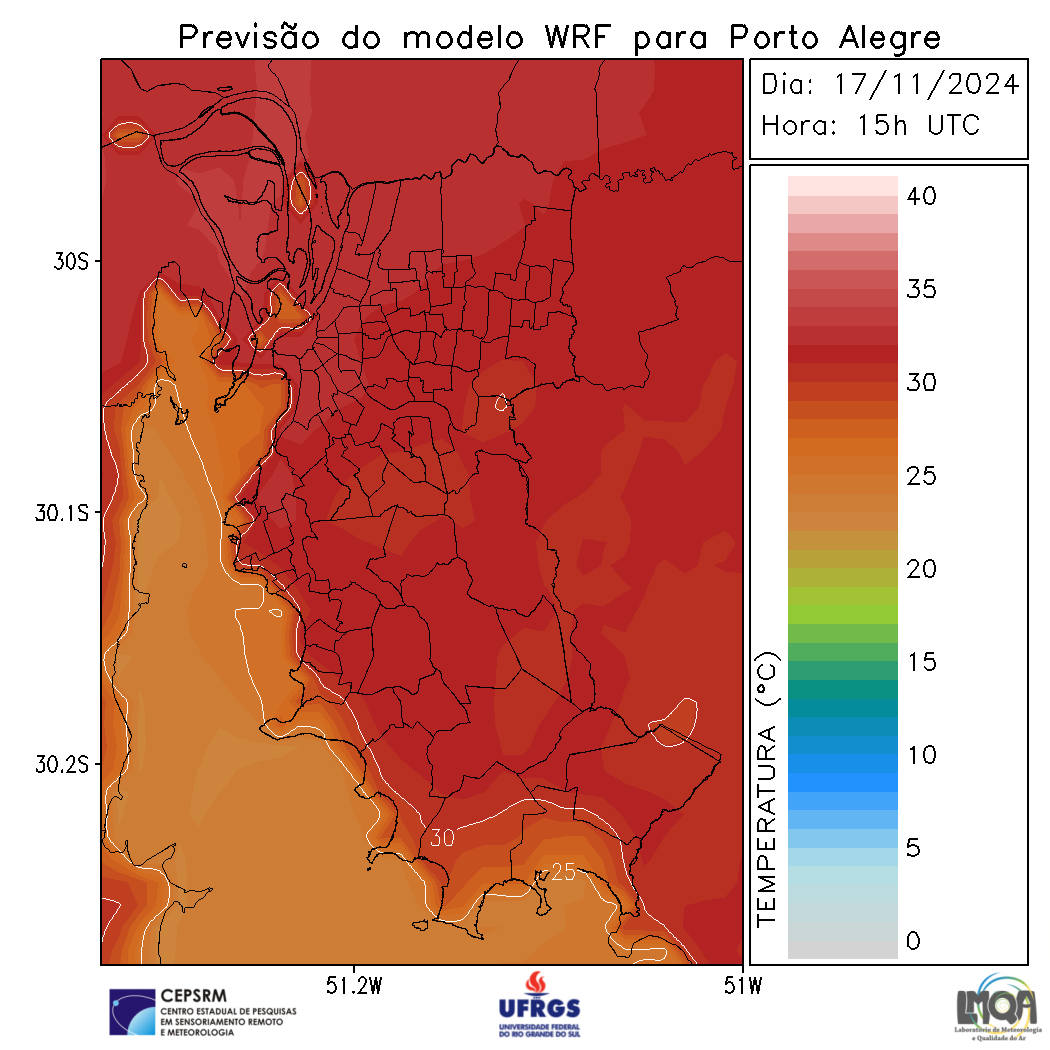 Previsão do modelo WRF para Porto Alegre
Dia: 17/11/2024
Hora: 15h UTC
30S
30.1S
30.2S
51.2W
51W
30
25
TEMPERATURA (°C)
40
35
30
25
20
15
10
5
0
CEPSRM
CENTRO ESTADUAL DE PESQUISAS
EM SENSORIAMENTO REMOTO
E METEOROLOGIA
UFRGS
UNIVERSIDADE FEDERAL
DO RIO GRANDE DO SUL
LMQA
Laboratório de Meteorologia
e Qualidade do Ar